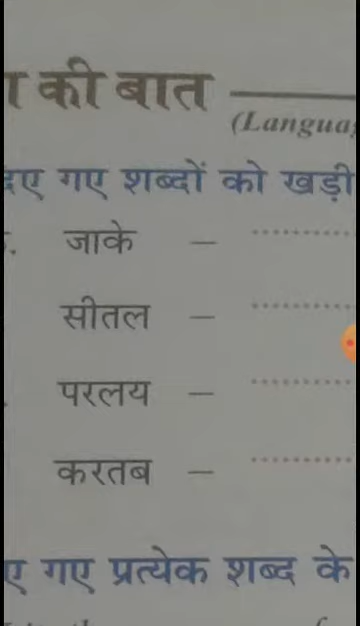 की बात
(Langua
गए शब्दों को खड़ी
जाके –
सीतल –
परलय –
करतब –
गए प्रत्येक शब्द के